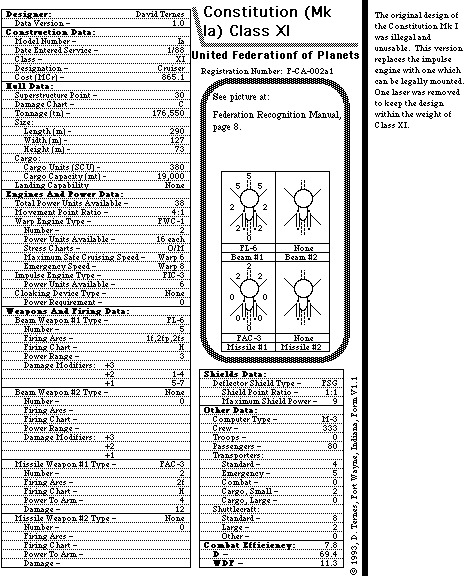 Designer: David Ternes
Data Version - 1.0
Construction Data:
Model Number - Ia
Date Entered Service - 1/88
Class - XI
Designation - Cruiser
Cost (MCr) - 865.1
Hull Data:
Superstructure Point - 30
Damage Chart - C
Tonnage (tn) - 176,550
Size:
Length (m) - 290
Width (m) - 127
Height (m) - 73
Cargo:
Cargo Units (SCU) - 380
Cargo Capacity (mt) - 19,000
Landing Capability None
Engines And Power Data:
Total Power Units Available - 38
Movement Point Ratio - 4:1
Warp Engine Type - FWC-1
Number - 2
Power Units Available - 16 each
Stress Charts - O/M
Maximum Safe Cruising Speed - Warp 6
Emergency Speed - Warp 8
Impulse Engine Type - FIC-3
Power Units Available - 6
Cloaking Device Type - None
Power Requirement - 0
Weapons And Firing Data:
Beam Weapon #1 Type - FL-6
Number - 5
Firing Arcs - 1f,2fp,2fs
Firing Chart - H
Power Range - 3
Damage Modifiers: +3
+2 1-4
+1 5-7
Beam Weapon #2 Type - None
Number - 0
Firing Arcs -
Firing Chart -
Power Range -
Damage Modifiers: +3
+2
+1
Missile Weapon #1 Type - FAC-3
Number - 2
Firing Arcs - 2f
Firing Chart - H
Power To Arm - 4
Damage - 12
Missile Weapon #2 Type - None
Number - 0
Firing Arcs -
Firing Chart -
Power To Arm -
Damage -
Constitution (Mk
Ia) Class XI
United Federation of Planets
Registration Number: F-CA-002a1
See picture at:
Federation Recognition Manual,
page 8.
5
5 5
2 2
2 2
0
FL-6 None
Beam #1 Beam #2
2
2 2
0 0
0 0
0
FAC-3 None
Missile #1 Missile #2
Shields Data:
Deflector Shield Type - FSG
Shield Point Ratio - 1:1
Maximum Shield Power - 9
Other Data:
Computer Type - M-3
Crew - 333
Troops - 0
Passengers - 80
Transporters:
Standard - 4
Emergency - 5
Combat - 0
Cargo, Small - 2
Cargo, Large - 0
Shuttlecraft:
Standard - 8
Large - 2
Other - 0
Combat Efficiency: 7.8
D - 69.4
WDF - 11.3
© 1993, D. Ternes, Fort Wayne, Indiana, Form V1.1
The original design of
the Constitution Mk I
was illegal and
unusable. This version
replaces the impulse
engine with one which
can be legally mounted.
One laser was removed
to keep the design
within the weight of
Class XI.